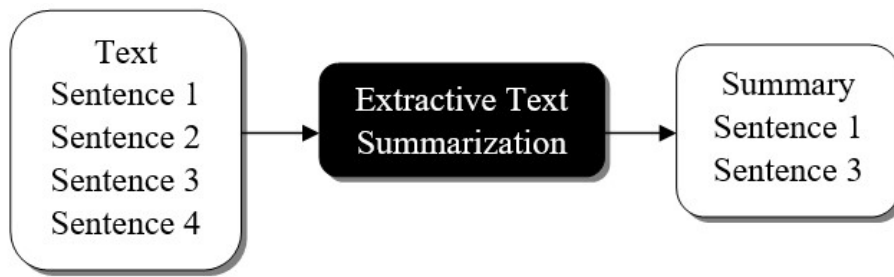 Text
Sentence 1
Sentence 2
Sentence 3
Sentence 4
Extractive Text
Summarization
Summary
Sentence 1
Sentence 3